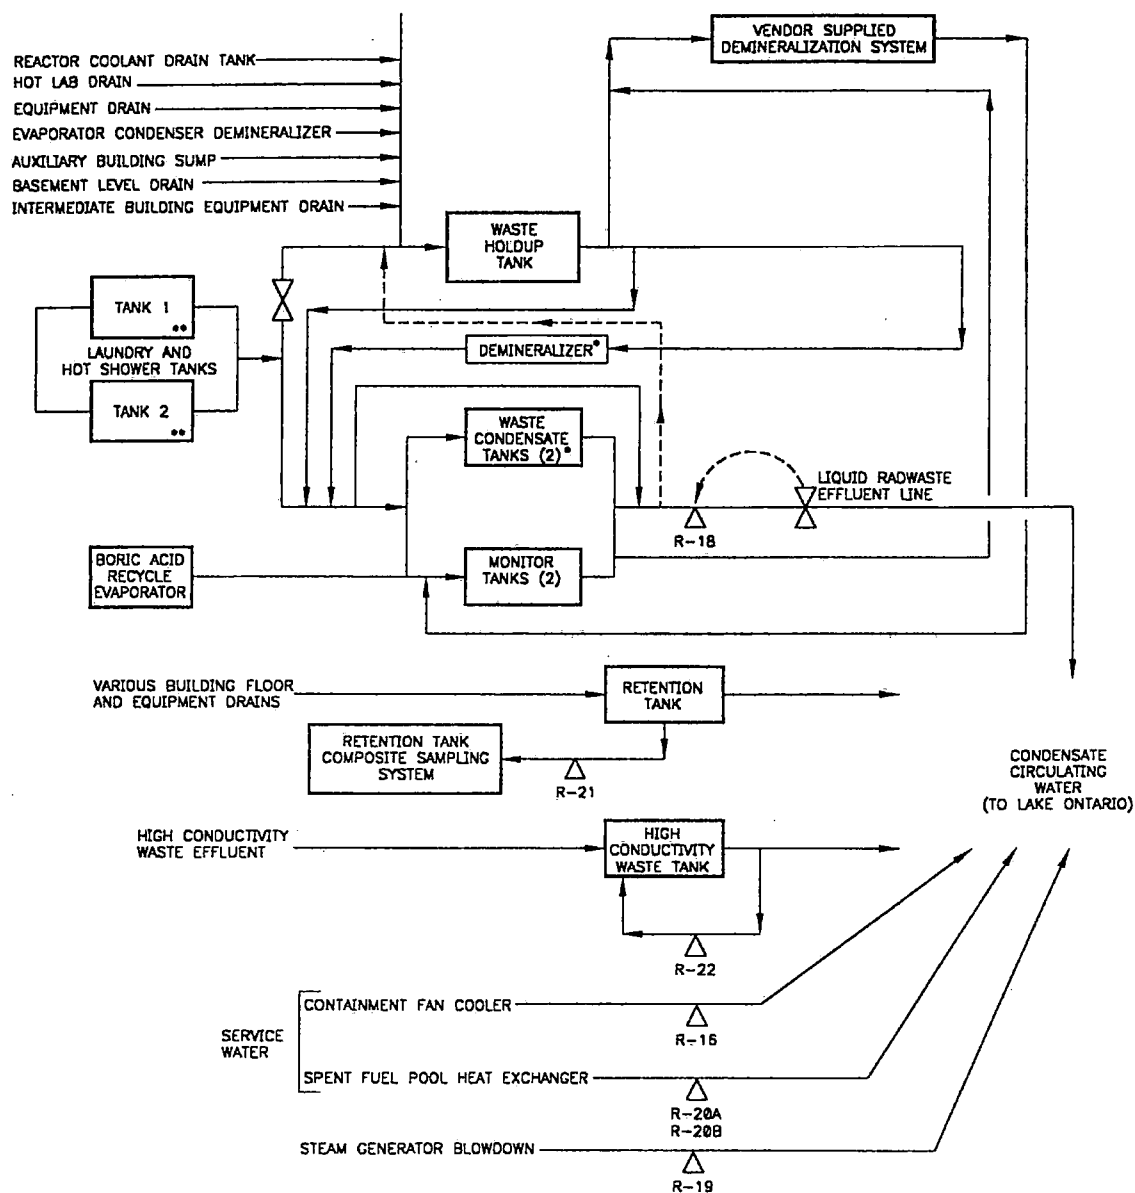 VENDOR SUPPLIED
DEMINERALIZATION SYSTEM
REACTOR COOLANT DRAIN TANK
HOT LAB DRAIN
EQUIPMENT DRAIN
EVAPORATOR CONDENSER DEMINERALIZER
AUXILIARY BUILDING SUMP
BASEMENT LEVEL DRAIN
INTERMEDIATE BUILDING EQUIPMENT DRAIN
WASTE
HOLDUP
TANK
TANK 1
**
LAUNDRY AND
HOT SHOWER TANKS
TANK 2
**
DEMINERALIZER*
WASTE
CONDENSATE
TANKS (2)*
LIQUID RADWASTE
EFFLUENT LINE
R-18
BORIC ACID
RECYCLE
EVAPORATOR
MONITOR
TANKS (2)
VARIOUS BUILDING FLOOR
AND EQUIPMENT DRAINS
RETENTION
TANK
RETENTION TANK
COMPOSITE SAMPLING
SYSTEM
R-21
CONDENSATE
CIRCULATING
WATER
(TO LAKE ONTARIO)
HIGH CONDUCTIVITY
WASTE EFFLUENT
HIGH
CONDUCTIVITY
WASTE TANK
R-22
SERVICE
WATER
CONTAINMENT FAN COOLER
R-16
SPENT FUEL POOL HEAT EXCHANGER
R-20A
R-20B
STEAM GENERATOR BLOWDOWN
R-19